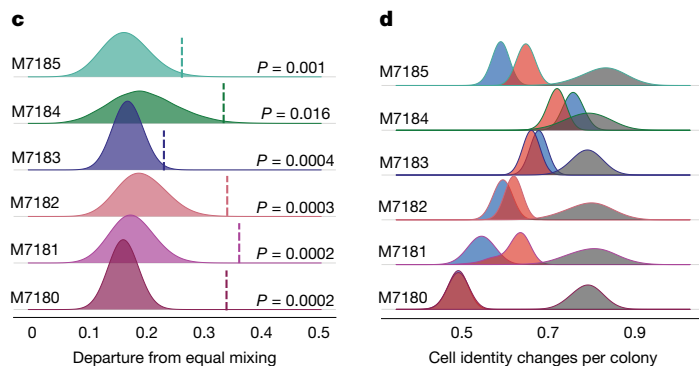 c
M7185
P = 0.001
M7184
P = 0.016
M7183
P = 0.0004
M7182
P = 0.0003
M7181
P = 0.0002
M7180
P = 0.0002
0 0.1 0.2 0.3 0.4 0.5
Departure from equal mixing
d
M7185
M7184
M7183
M7182
M7181
M7180
0.5 0.7 0.9
Cell identity changes per colony